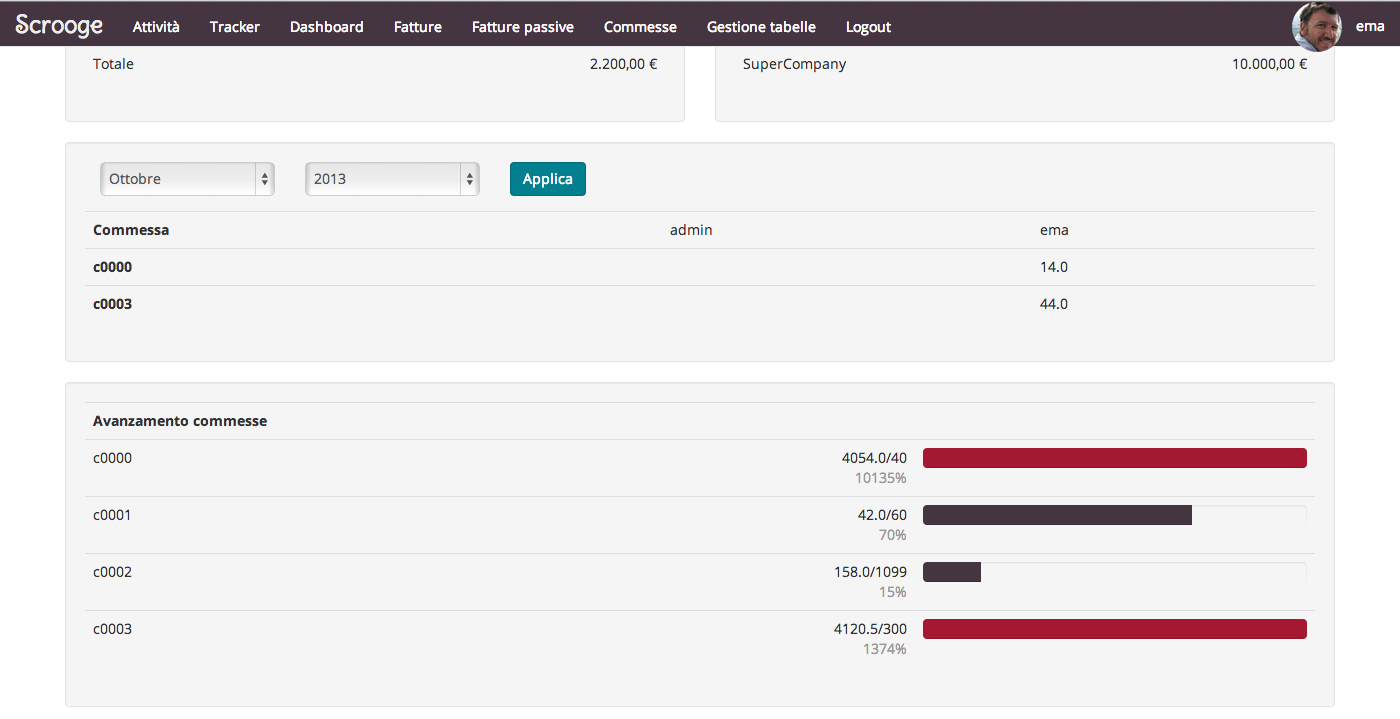 Scrooge Attività Tracker Dashboard Fatture Fatture passive Commesse Gestione tabelle Logout ema
Totale 2.200,00 € SuperCompany 10.000,00 €
Ottobre 2013 Applica
Commessa admin ema
c0000 14.0
c0003 44.0
Avanzamento commesse
c0000 4054.0/40
10135%
c0001 42.0/60
70%
c0002 158.0/1099
15%
c0003 4120.5/300
1374%